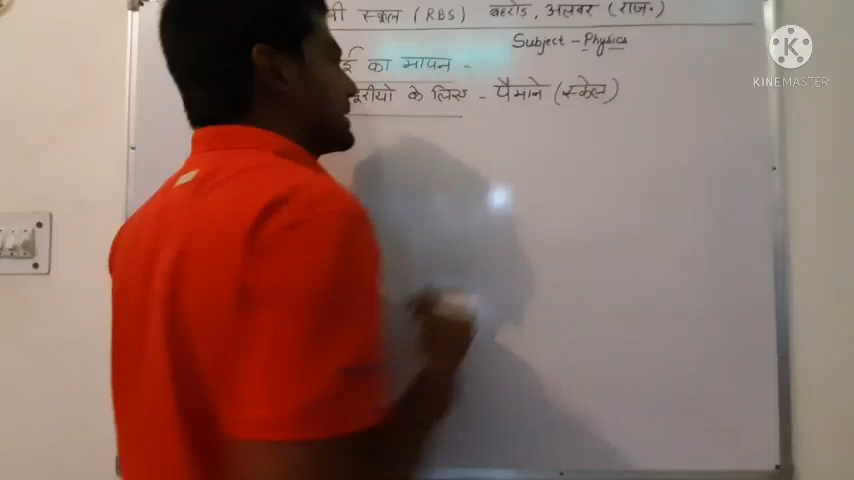 स्कूल (RBS) बहरोड़, अलवर (राज॰)
Subject - Physics
का मापन -
के लिए - पैमाने (स्केल)
KINEMASTER